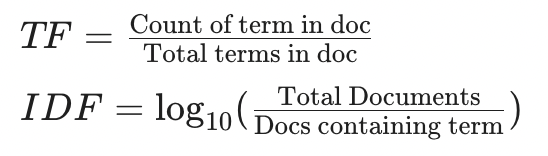 TF = Count of term in doc / Total terms in doc
IDF = log10(Total Documents / Docs containing term)